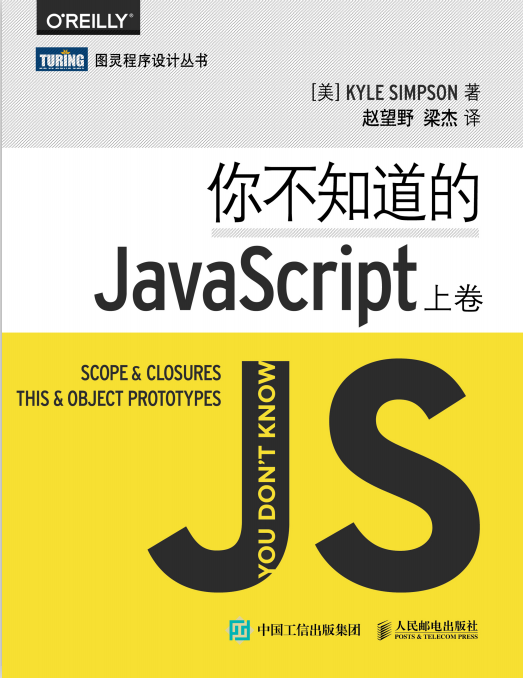 O'REILLY®
TURING 图灵程序设计丛书
[美] KYLE SIMPSON 著
赵望野 梁杰 译
你不知道的
JavaScript 上卷
SCOPE & CLOSURES
THIS & OBJECT PROTOTYPES
JS
YOU DON'T KNOW
中国工信出版集团
人民邮电出版社
POSTS & TELECOM PRESS